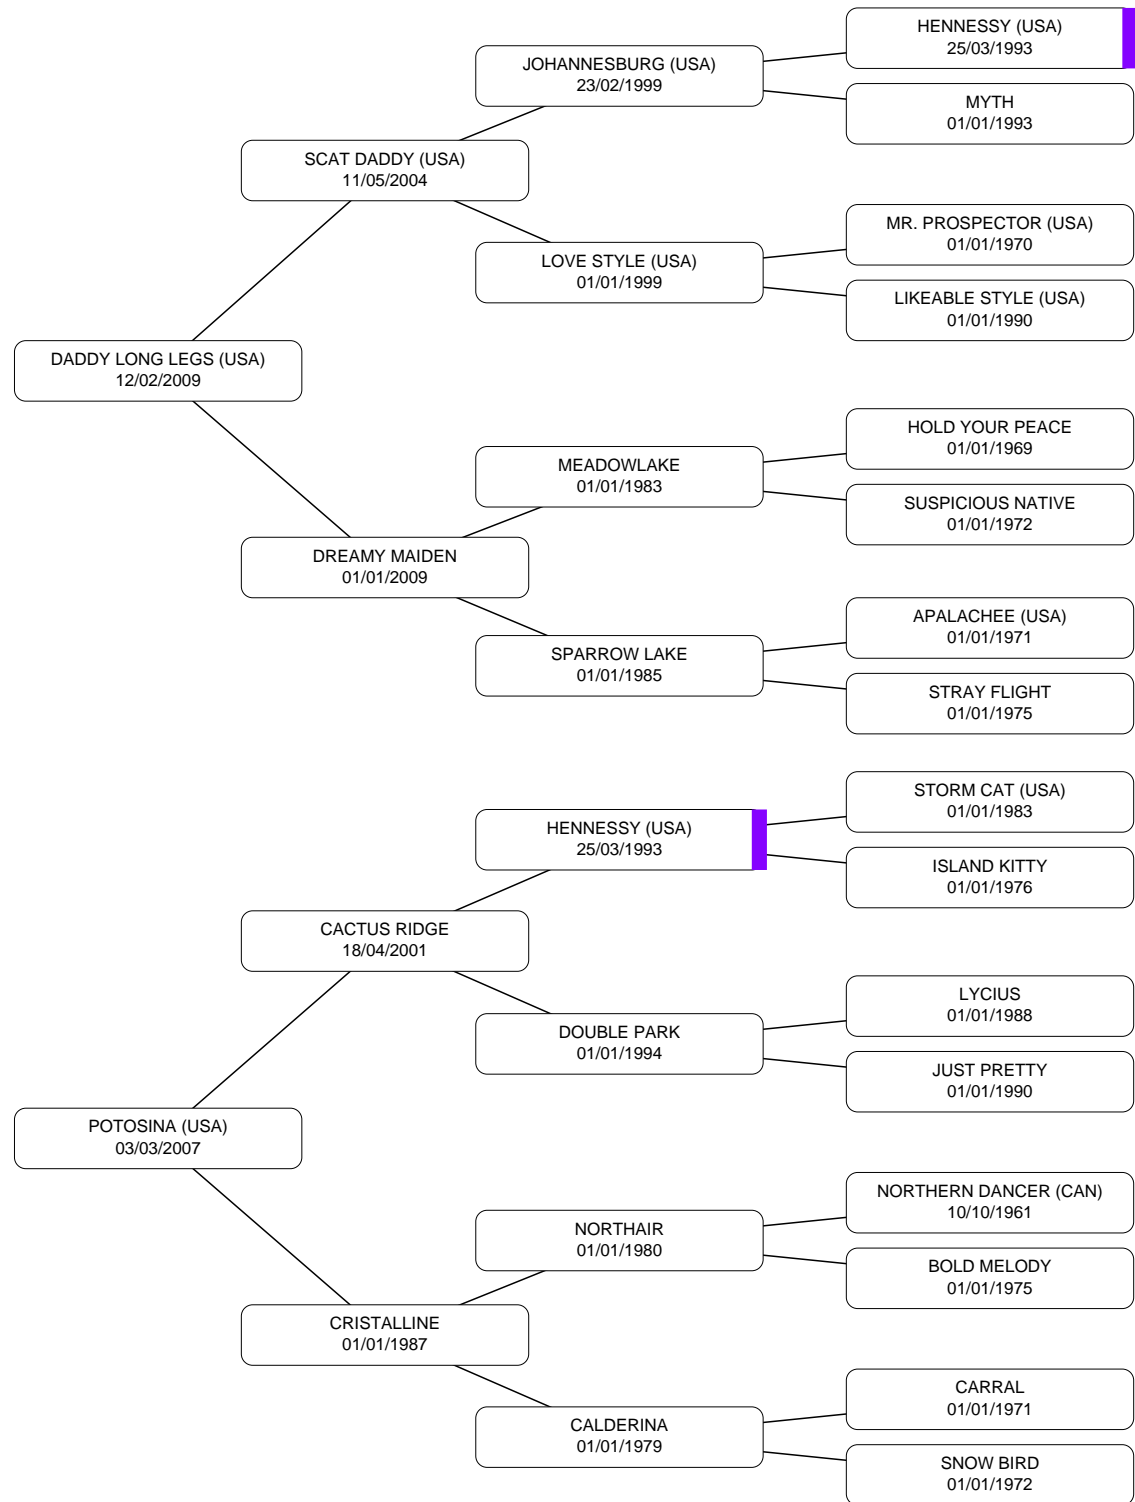 HENNESSY (USA)
25/03/1993
JOHANNESBURG (USA)
23/02/1999
MYTH
01/01/1993
SCAT DADDY (USA)
11/05/2004
MR. PROSPECTOR (USA)
01/01/1970
LOVE STYLE (USA)
01/01/1999
LIKEABLE STYLE (USA)
01/01/1990
DADDY LONG LEGS (USA)
12/02/2009
HOLD YOUR PEACE
01/01/1969
MEADOWLAKE
01/01/1983
SUSPICIOUS NATIVE
01/01/1972
DREAMY MAIDEN
01/01/2009
APALACHEE (USA)
01/01/1971
SPARROW LAKE
01/01/1985
STRAY FLIGHT
01/01/1975
STORM CAT (USA)
01/01/1983
HENNESSY (USA)
25/03/1993
ISLAND KITTY
01/01/1976
CACTUS RIDGE
18/04/2001
LYCIUS
01/01/1988
DOUBLE PARK
01/01/1994
JUST PRETTY
01/01/1990
POTOSINA (USA)
03/03/2007
NORTHERN DANCER (CAN)
10/10/1961
NORTHAIR
01/01/1980
BOLD MELODY
01/01/1975
CRISTALLINE
01/01/1987
CARRAL
01/01/1971
CALDERINA
01/01/1979
SNOW BIRD
01/01/1972